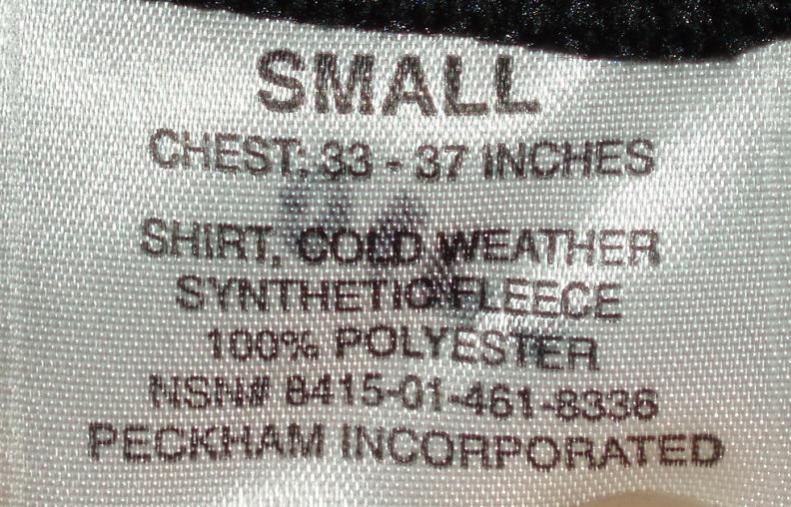 SMALL
CHEST: 33 - 37 INCHES
SHIRT, COLD WEATHER
SYNTHETIC FLEECE
100% POLYESTER
NSN# 8415-01-461-8336
PECKHAM INCORPORATED